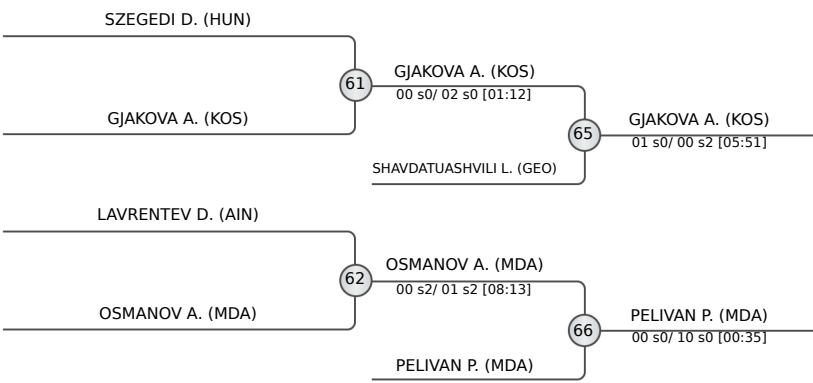 SZEGEDI D. (HUN)
61
GJAKOVA A. (KOS)
00 s0/ 02 s0 [01:12]
GJAKOVA A. (KOS)
65
GJAKOVA A. (KOS)
01 s0/ 00 s2 [05:51]
SHAVDATUASHVILI L. (GEO)
LAVRENTEV D. (AIN)
62
OSMANOV A. (MDA)
00 s2/ 01 s2 [08:13]
OSMANOV A. (MDA)
66
PELIVAN P. (MDA)
00 s0/ 10 s0 [00:35]
PELIVAN P. (MDA)